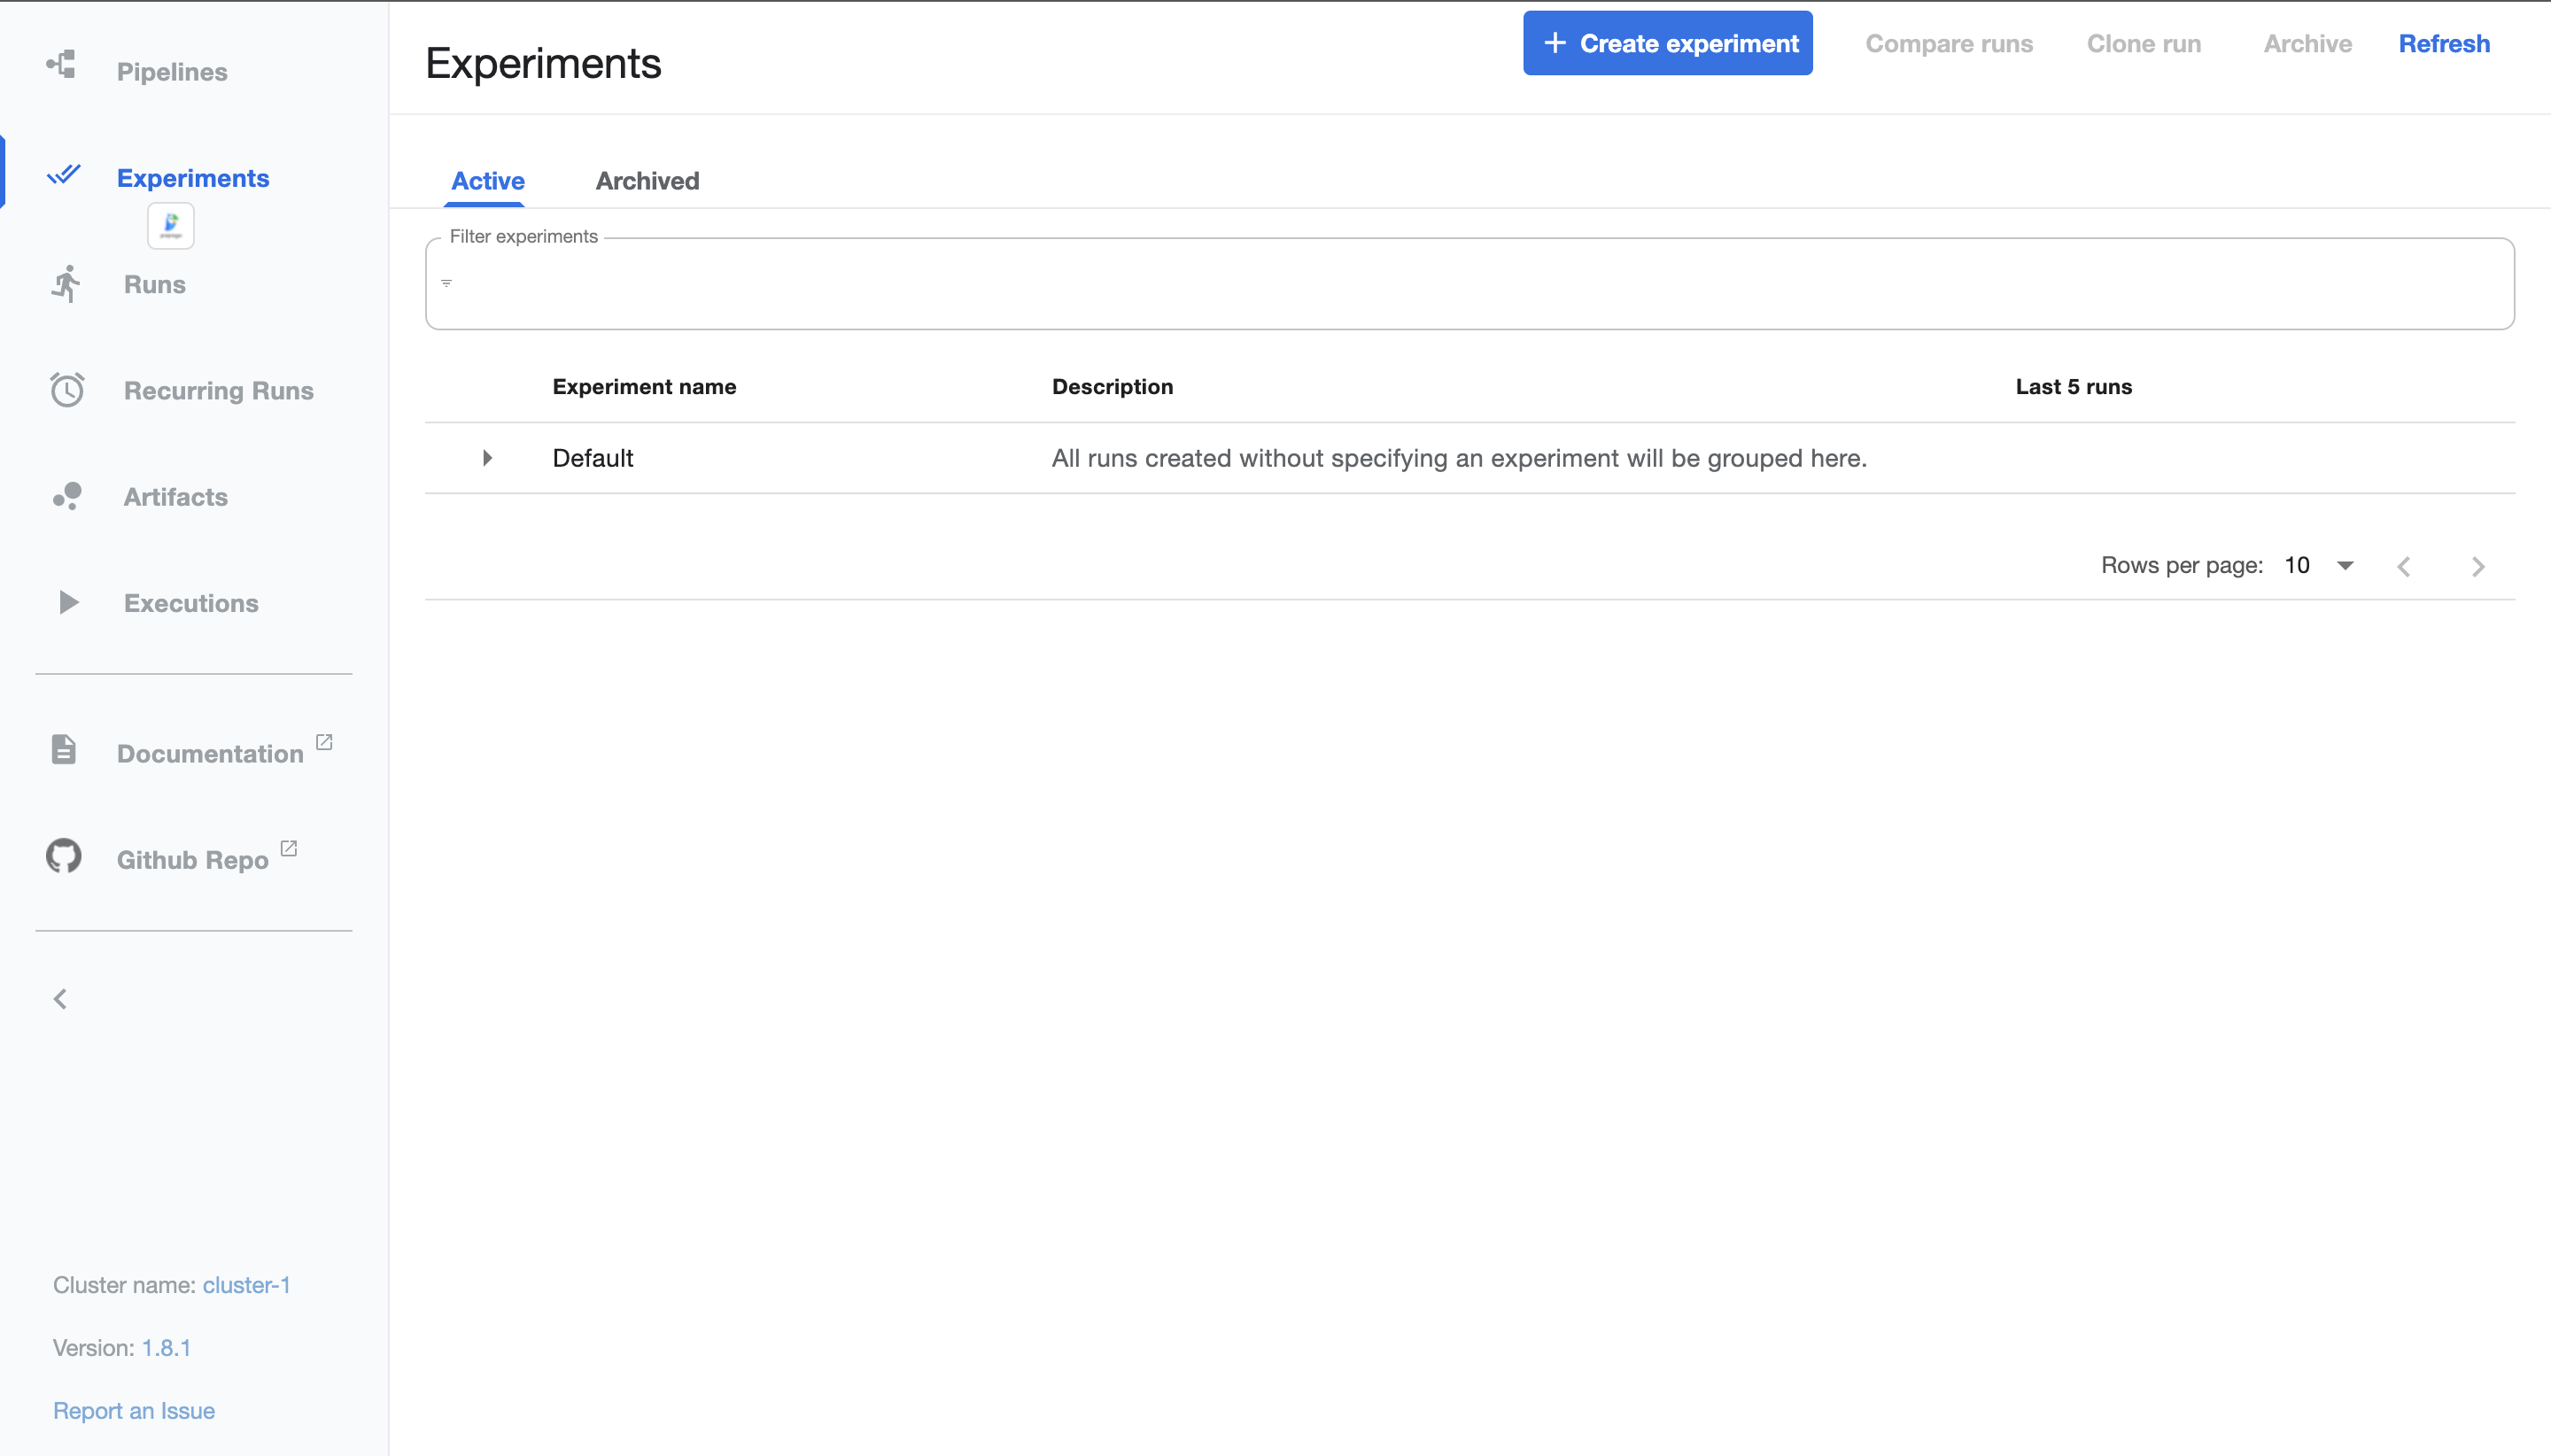 Pipelines
Experiments
Runs
Recurring Runs
Artifacts
Executions
Documentation
Github Repo
Cluster name: cluster-1
Version: 1.8.1
Report an Issue
Experiments
+ Create experiment
Compare runs
Clone run
Archive
Refresh
Active
Archived
Filter experiments
Experiment name Description Last 5 runs
Default All runs created without specifying an experiment will be grouped here.
Rows per page: 10